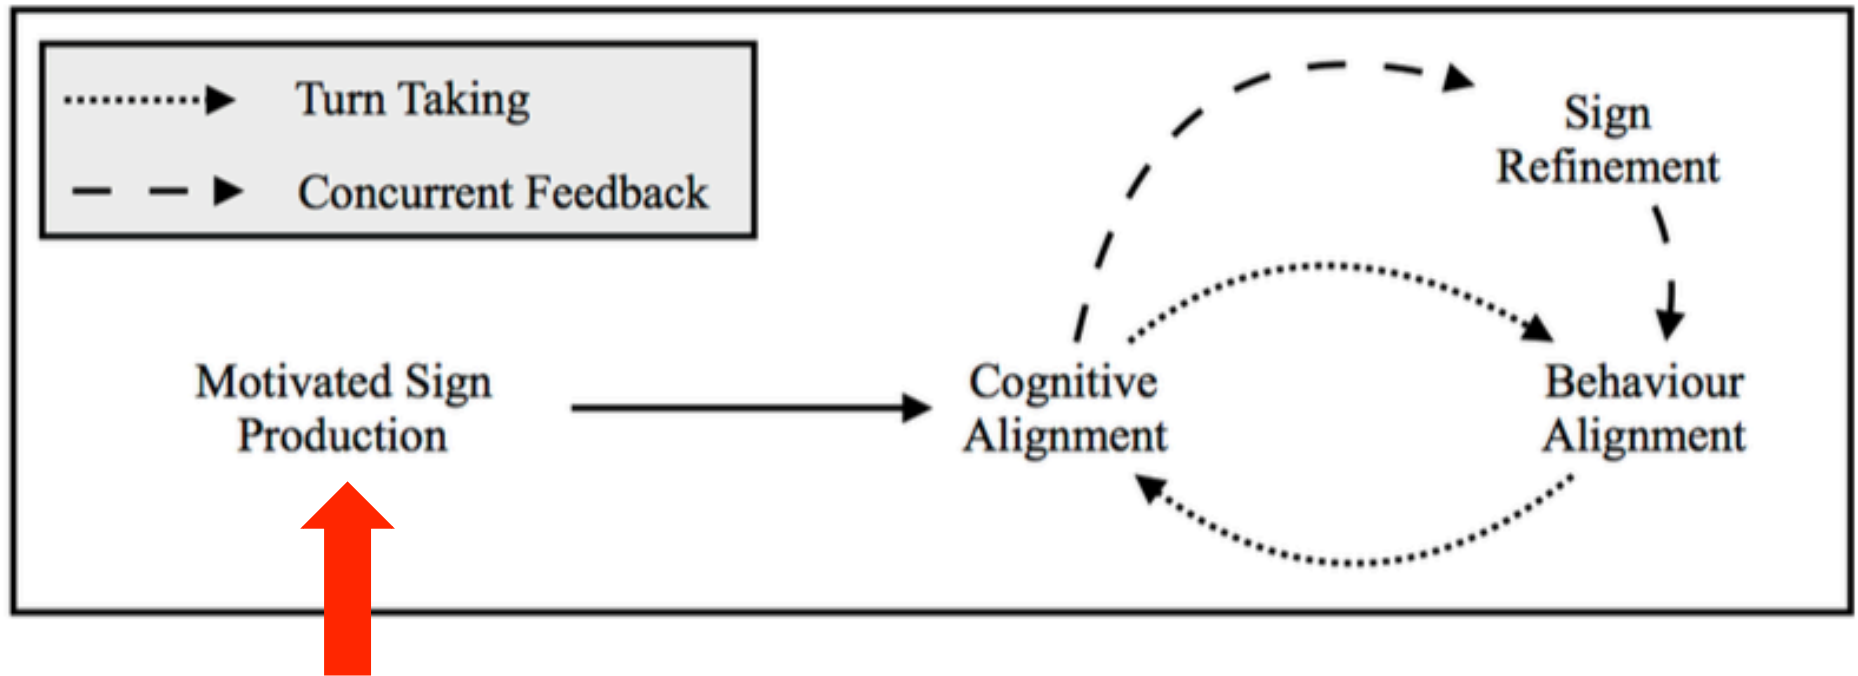 Turn Taking
Concurrent Feedback
Sign
Refinement
Motivated Sign
Production
Cognitive
Alignment
Behaviour
Alignment